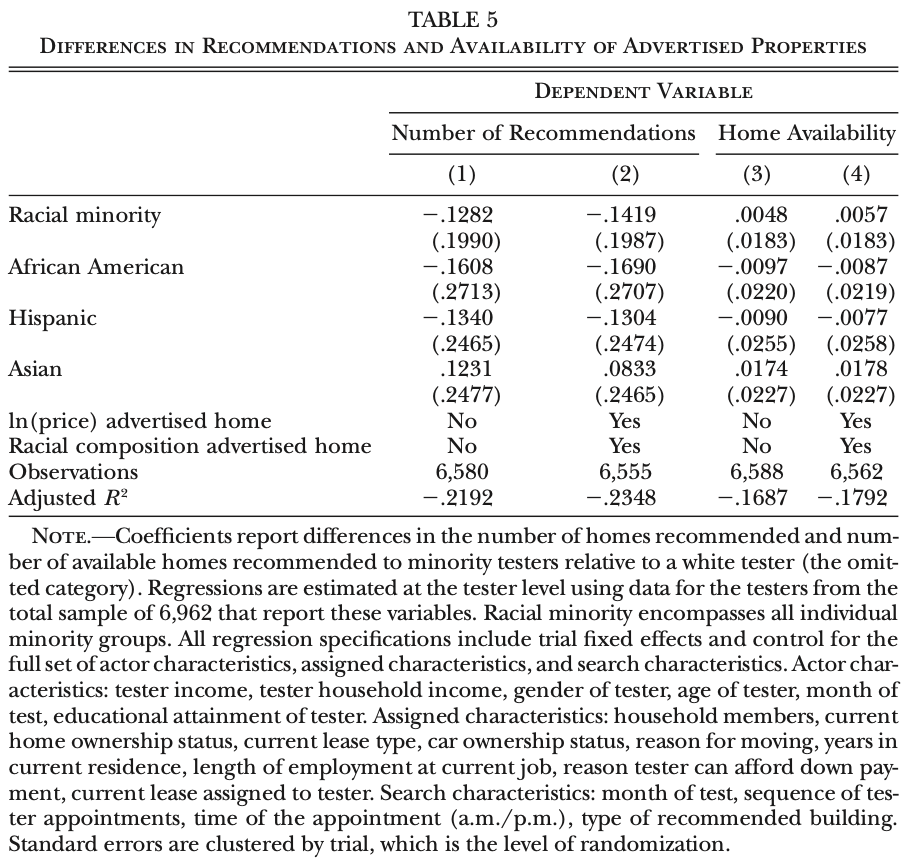 TABLE 5
Differences in Recommendations and Availability of Advertised Properties
Dependent Variable
Number of Recommendations Home Availability
(1) (2) (3) (4)
Racial minority −.1282 −.1419 .0048 .0057
(.1990) (.1987) (.0183) (.0183)
African American −.1608 −.1690 −.0097 −.0087
(.2713) (.2707) (.0220) (.0219)
Hispanic −.1340 −.1304 −.0090 −.0077
(.2465) (.2474) (.0255) (.0258)
Asian .1231 .0833 .0174 .0178
(.2477) (.2465) (.0227) (.0227)
ln(price) advertised home No Yes No Yes
Racial composition advertised home No Yes No Yes
Observations 6,580 6,555 6,588 6,562
Adjusted R² −.2192 −.2348 −.1687 −.1792
Note.—Coefficients report differences in the number of homes recommended and num-
ber of available homes recommended to minority testers relative to a white tester (the omit-
ted category). Regressions are estimated at the tester level using data for the testers from the
total sample of 6,962 that report these variables. Racial minority encompasses all individual
minority groups. All regression specifications include trial fixed effects and control for the
full set of actor characteristics, assigned characteristics, and search characteristics. Actor char-
acteristics: tester income, tester household income, gender of tester, age of tester, month of
test, educational attainment of tester. Assigned characteristics: household members, current
home ownership status, current lease type, car ownership status, reason for moving, years in
current residence, length of employment at current job, reason tester can afford down pay-
ment, current lease assigned to tester. Search characteristics: month of test, sequence of tes-
ter appointments, time of the appointment (a.m./p.m.), type of recommended building.
Standard errors are clustered by trial, which is the level of randomization.